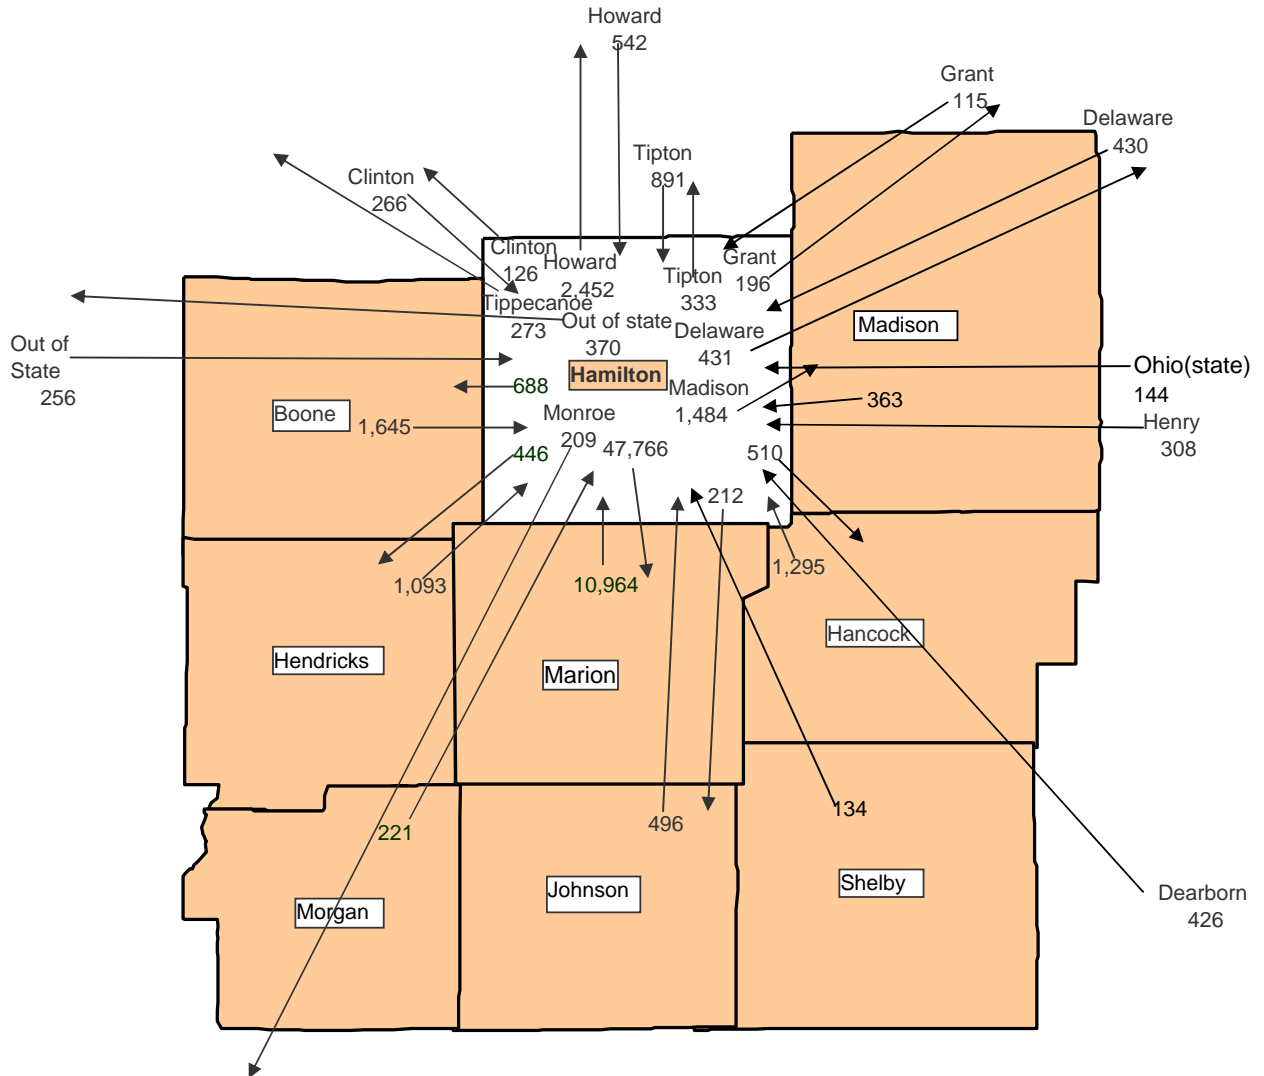 Howard
542
Grant
115
Delaware
430
Tipton
891
Clinton
266
Clinton
126
Howard
2,452
Tipton
333
Grant
196
Tippecanoe
273
Out of state
370
Delaware
431
Madison
Out of
State
256
Hamilton
Madison
1,484
Ohio(state)
144
688
363
Boone
1,645
Monroe
209
47,766
Henry
308
446
510
212
1,093
10,964
1,295
Hendricks
Marion
Hancock
221
496
134
Morgan
Johnson
Shelby
Dearborn
426